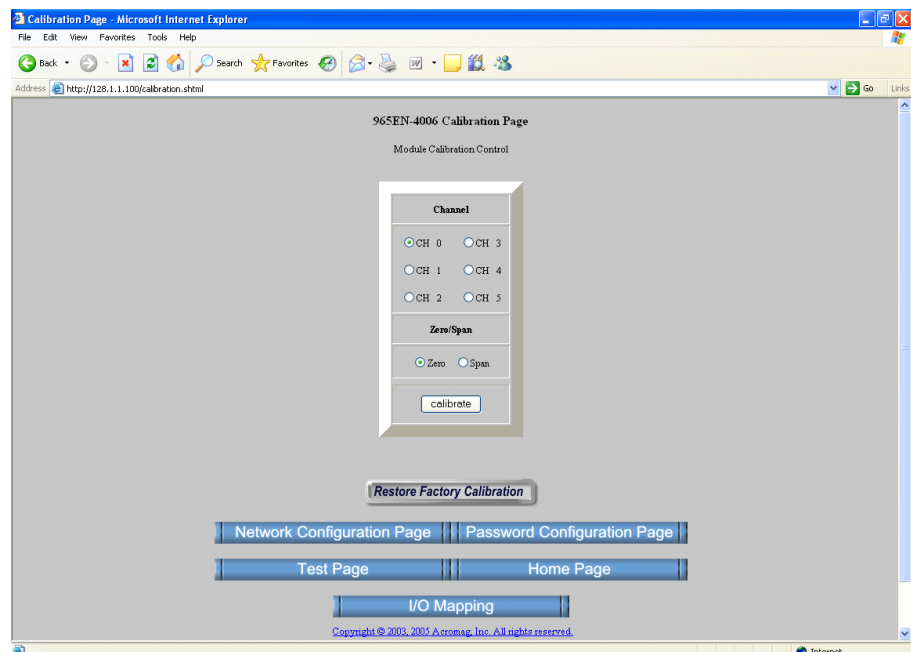 Calibration Page - Microsoft Internet Explorer
File Edit View Favorites Tools Help
Back Search Favorites
Address http://128.1.1.100/calibration.shtml Go Links
965EN-4006 Calibration Page
Module Calibration Control
Channel
CH 0 CH 3
CH 1 CH 4
CH 2 CH 5
Zero/Span
Zero Span
calibrate
Restore Factory Calibration
Network Configuration Page Password Configuration Page
Test Page Home Page
I/O Mapping
Copyright © 2003, 2005 Acromag, Inc. All rights reserved.
Internet